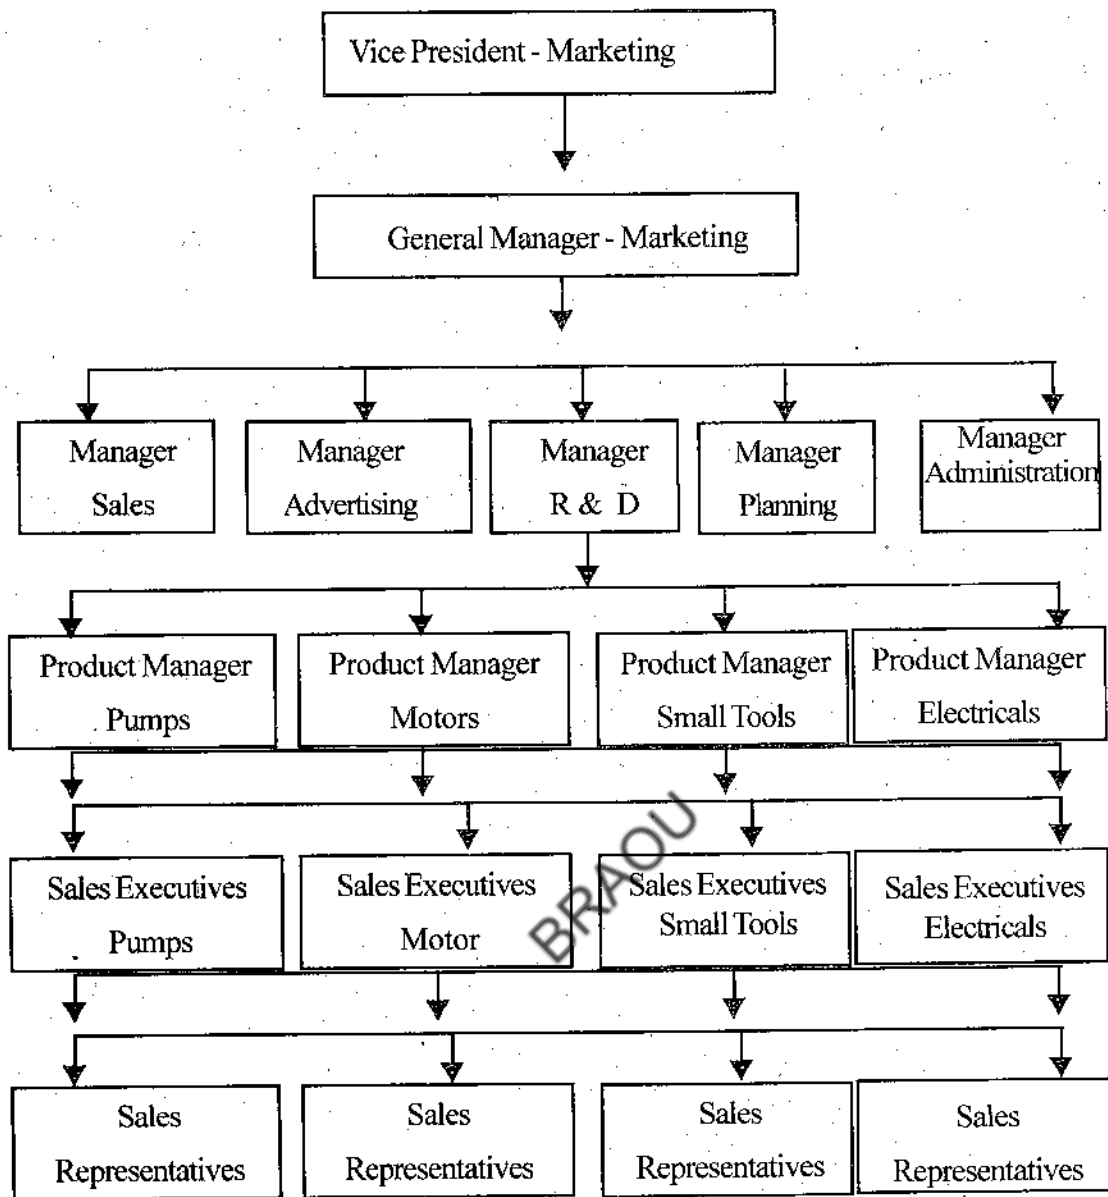 Vice President - Marketing
General Manager - Marketing
Manager
Sales
Manager
Advertising
Manager
R & D
Manager
Planning
Manager
Administration
Product Manager
Pumps
Product Manager
Motors
Product Manager
Small Tools
Product Manager
Electricals
Sales Executives
Pumps
Sales Executives
Motor
Sales Executives
Small Tools
Sales Executives
Electricals
BRAOU
Sales
Representatives
Sales
Representatives
Sales
Representatives
Sales
Representatives